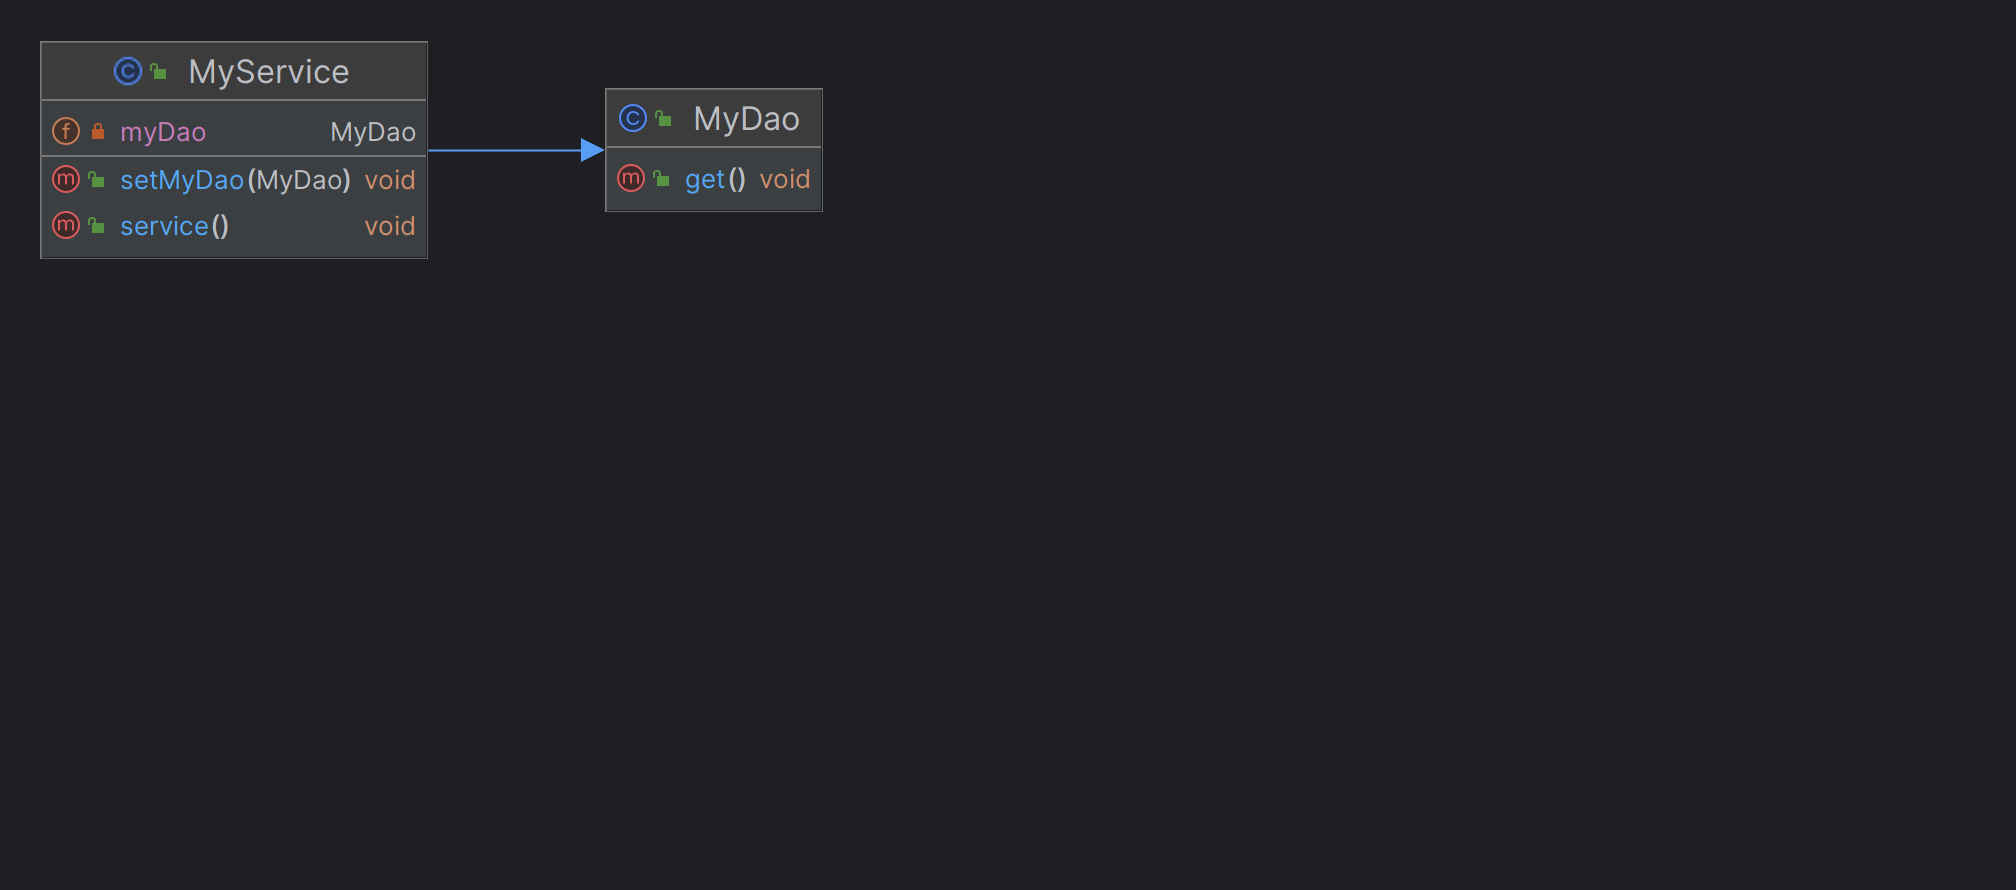 MyService
myDao MyDao
setMyDao(MyDao) void
service() void
MyDao
get() void